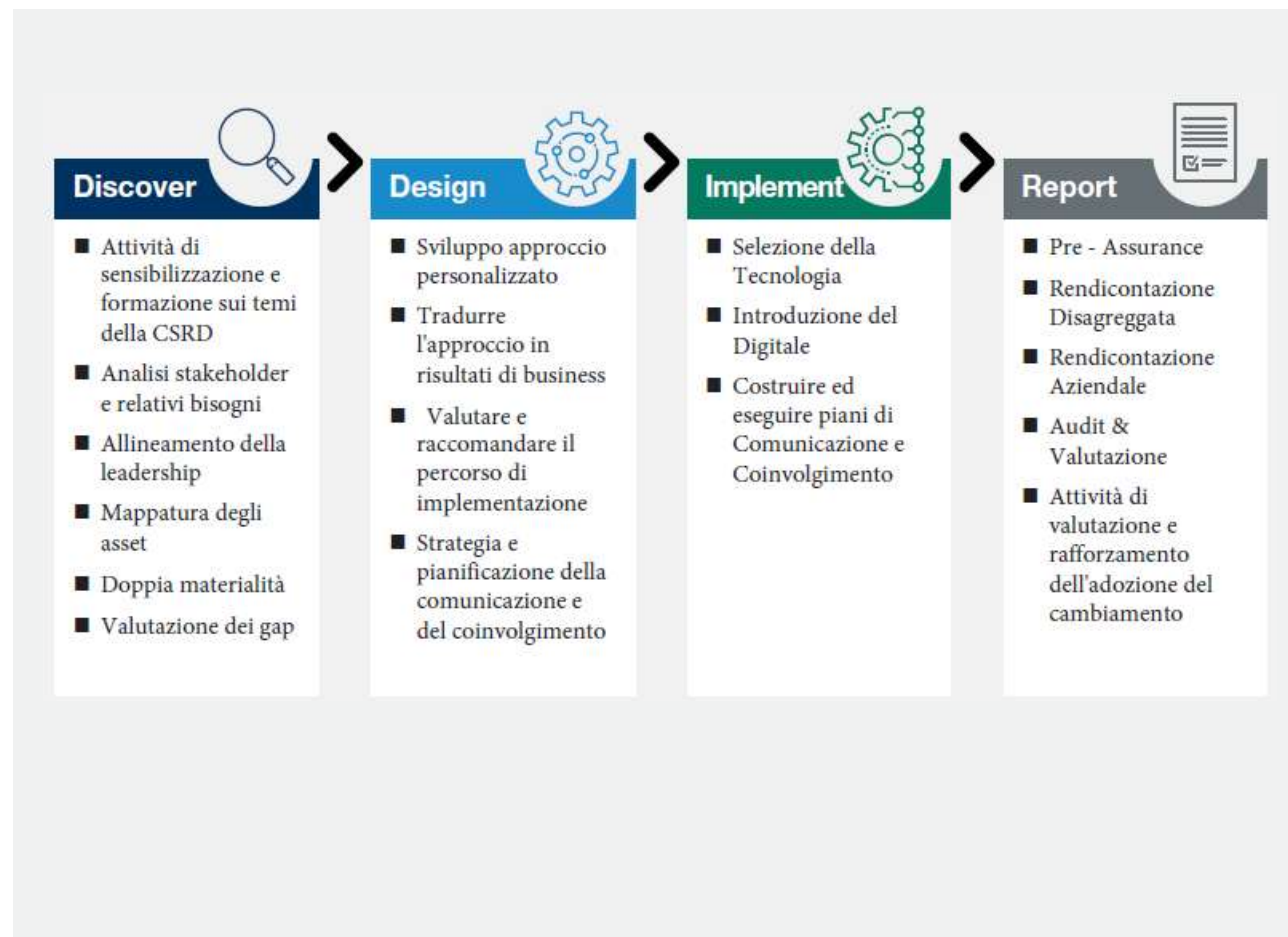 Discover
■ Attività di
sensibilizzazione e
formazione sui temi
della CSRD
■ Analisi stakeholder
e relativi bisogni
■ Allineamento della
leadership
■ Mappatura degli
asset
■ Doppia materialità
■ Valutazione dei gap
Design
■ Sviluppo approccio
personalizzato
■ Tradurre
l'approccio in
risultati di business
■ Valutare e
raccomandare il
percorso di
implementazione
■ Strategia e
pianificazione della
comunicazione e
del coinvolgimento
Implement
■ Selezione della
Tecnologia
■ Introduzione del
Digitale
■ Costruire ed
eseguire piani di
Comunicazione e
Coinvolgimento
Report
■ Pre - Assurance
■ Rendicontazione
Disagreggata
■ Rendicontazione
Aziendale
■ Audit &
Valutazione
■ Attività di
valutazione e
rafforzamento
dell'adozione del
cambiamento